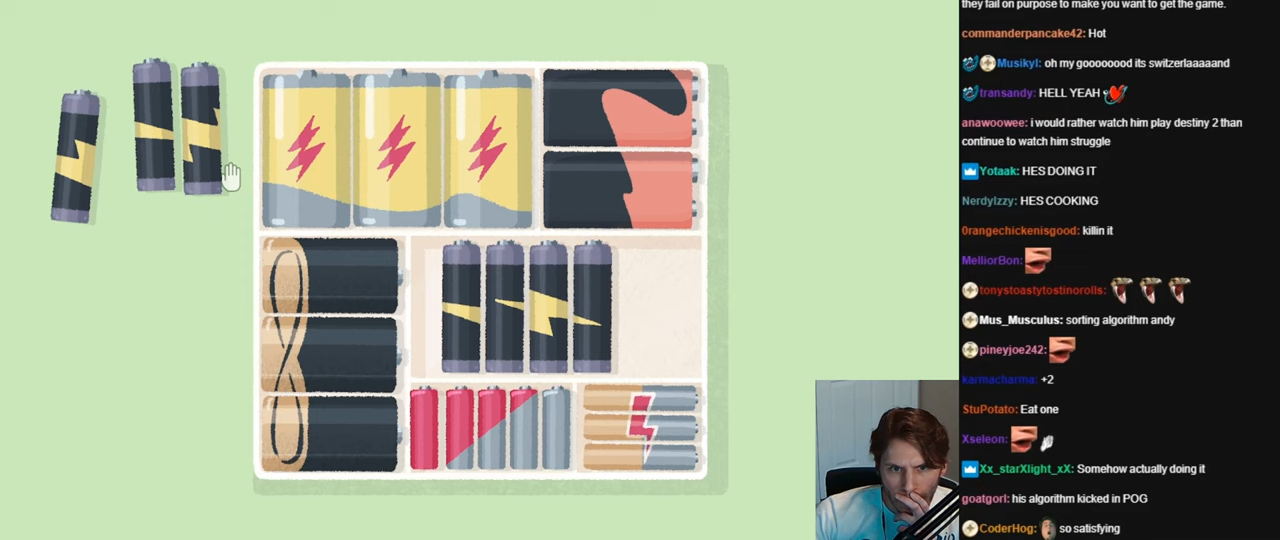 they fail on purpose to make you want to get the game.
commanderpancake42: Hot
Musikyl: oh my goooooood its switzerlaaaaand
transandy: HELL YEAH
anawoowee: i would rather watch him play destiny 2 than
continue to watch him struggle
Yotaak: HES DOING IT
NerdyIzzy: HES COOKING
0rangechickenisgood: killin it
MelliorBon:
tonystoastytostinorolls:
Mus_Musculus: sorting algorithm andy
pineyjoe242:
karmacharma: +2
StuPotato: Eat one
Xseleon:
Xx_starXlight_xX: Somehow actually doing it
goatgorl: his algorithm kicked in POG
CoderHog: so satisfying